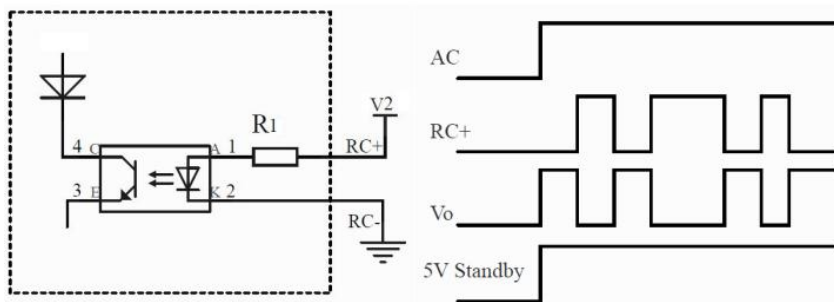 V2
R1
RC+
4 C
A 1
3 E
K 2
RC-
AC
RC+
Vo
5V Standby